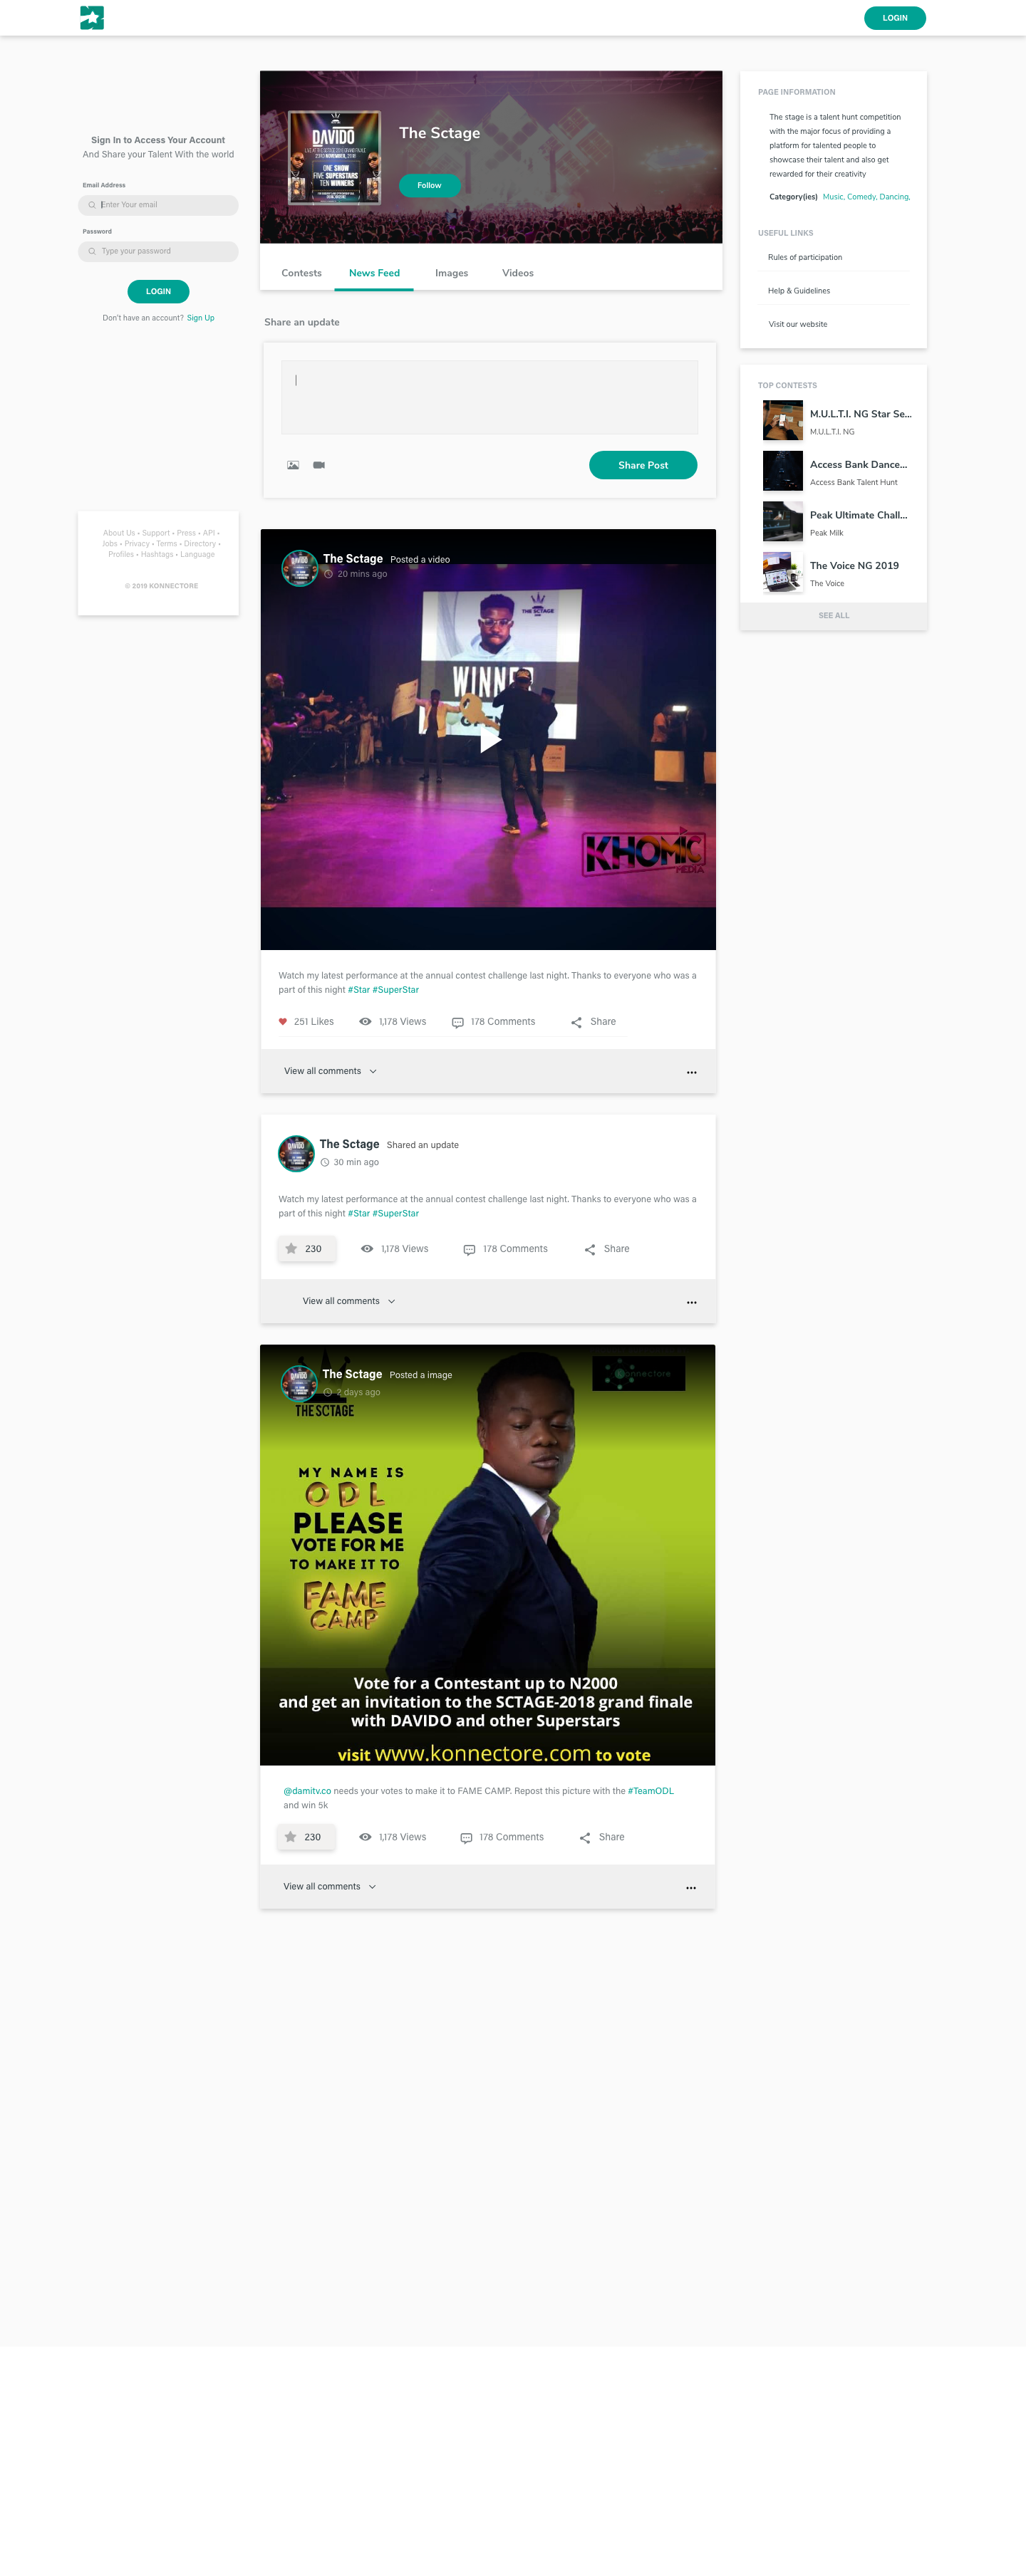 LOGIN
Sign In to Access Your Account
And Share your Talent With the world
Email Address
Enter Your email
Password
Type your password
LOGIN
Don't have an account? Sign Up
About Us • Support • Press • API •
Jobs • Privacy • Terms • Directory •
Profiles • Hashtags • Language
© 2019 KONNECTORE
DAVIDO
ONE SHOW
FIVE SUPERSTARS
TEN WINNERS
The Sctage
Follow
Contests
News Feed
Images
Videos
Share an update
Share Post
The Sctage Posted a video
20 mins ago
THE SCTAGE
WINNER
KHOMIC
MEDIA
Watch my latest performance at the annual contest challenge last night. Thanks to everyone who was a
part of this night #Star #SuperStar
251 Likes
1,178 Views
178 Comments
Share
View all comments
The Sctage Shared an update
30 min ago
Watch my latest performance at the annual contest challenge last night. Thanks to everyone who was a
part of this night #Star #SuperStar
230
1,178 Views
178 Comments
Share
View all comments
The Sctage Posted a image
2 days ago
THE SCTAGE
konnectore
MY NAME IS
ODL
PLEASE
VOTE FOR ME
TO MAKE IT TO
FAME
CAMP
Vote for a Contestant up to N2000
and get an invitation to the SCTAGE-2018 grand finale
with DAVIDO and other Superstars
visit www.konnectore.com to vote
@damitv.co needs your votes to make it to FAME CAMP. Repost this picture with the #TeamODL
and win 5k
230
1,178 Views
178 Comments
Share
View all comments
PAGE INFORMATION
The stage is a talent hunt competition
with the major focus of providing a
platform for talented people to
showcase their talent and also get
rewarded for their creativity
Category(ies) Music, Comedy, Dancing,
USEFUL LINKS
Rules of participation
Help & Guidelines
Visit our website
TOP CONTESTS
M.U.L.T.I. NG Star Se...
M.U.L.T.I. NG
Access Bank Dance...
Access Bank Talent Hunt
Peak Ultimate Chall...
Peak Milk
The Voice NG 2019
The Voice
SEE ALL